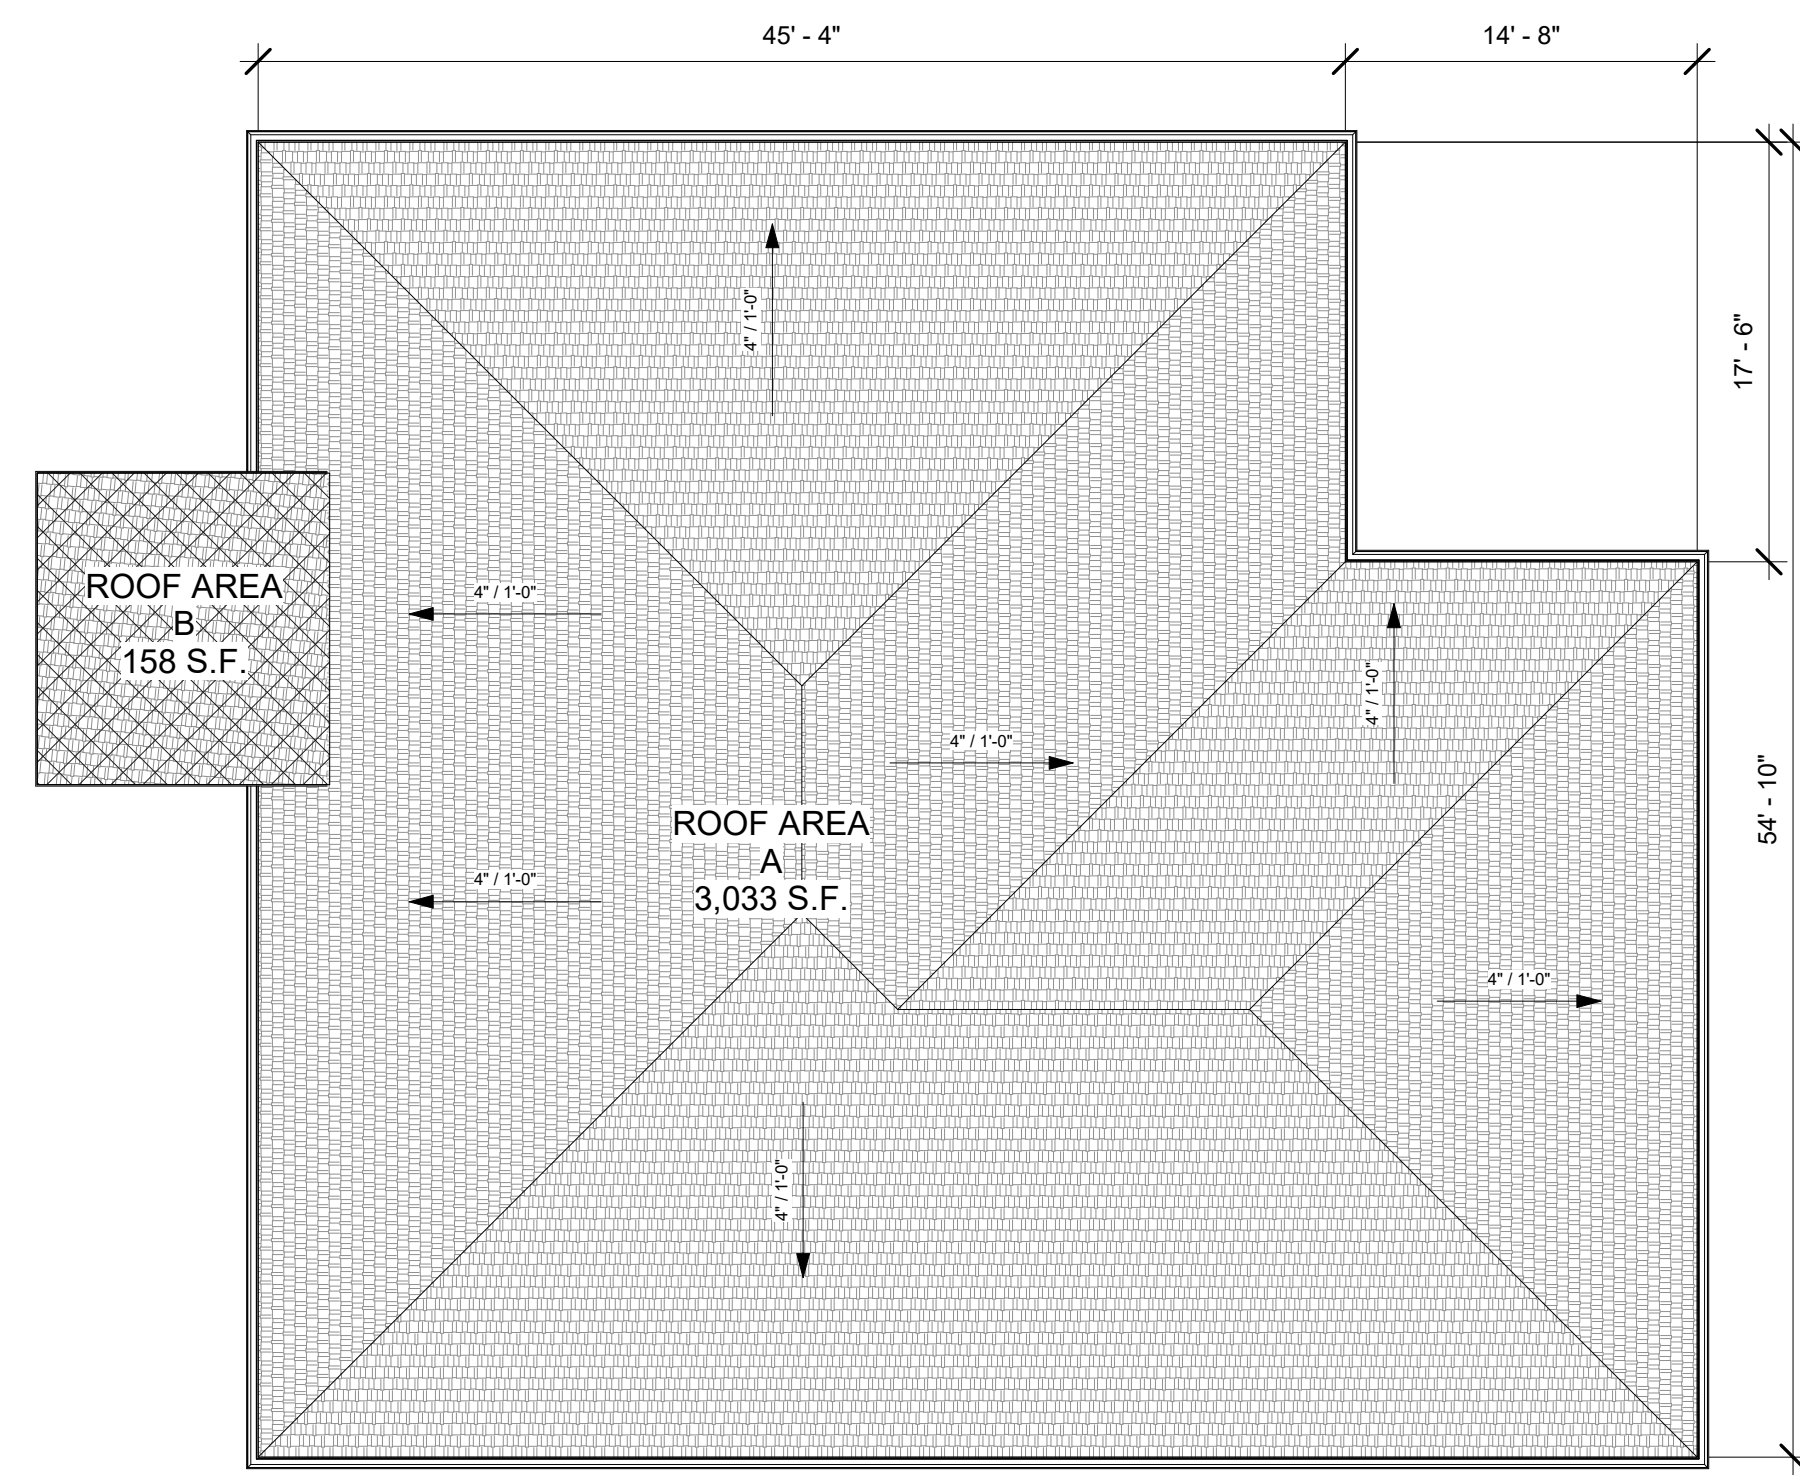 45' - 4"
14' - 8"
4" / 1'-0"
17' - 6"
ROOF AREA
B
158 S.F.
4" / 1'-0"
4" / 1'-0"
4" / 1'-0"
54' - 10"
ROOF AREA
A
3,033 S.F.
4" / 1'-0"
4" / 1'-0"
4" / 1'-0"